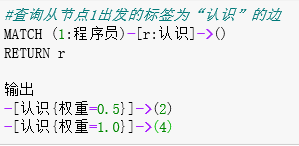 #查询从节点1出发的标签为“认识”的边
MATCH (1:程序员)-[r:认识]->()
RETURN r
输出
-[认识{权重=0.5}]->(2)
-[认识{权重=1.0}]->(4)